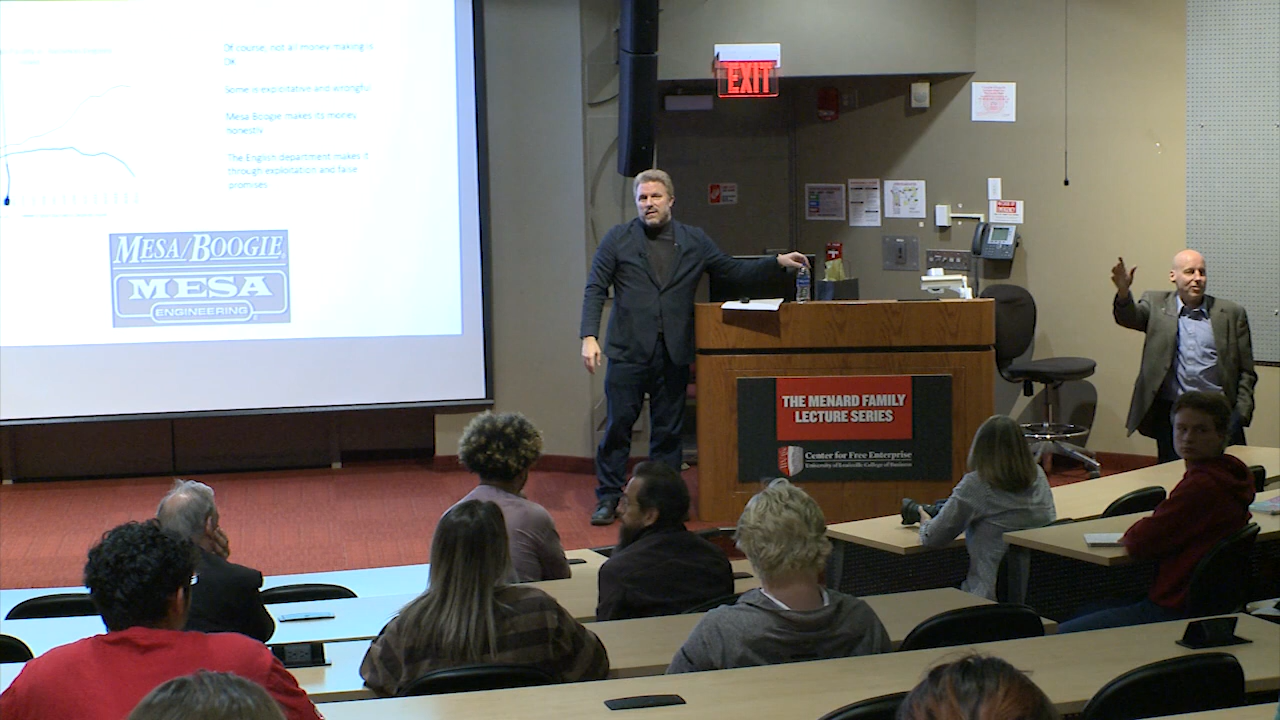 Of course, not all money making is
OK
Some is exploitative and wrongful
Mesa Boogie makes its money
honestly
The English department makes it
through exploitation and false
promises
MESA/BOOGIE
MESA
ENGINEERING
EXIT
THE MENARD FAMILY
LECTURE SERIES
Center for Free Enterprise
University of Louisville College of Business